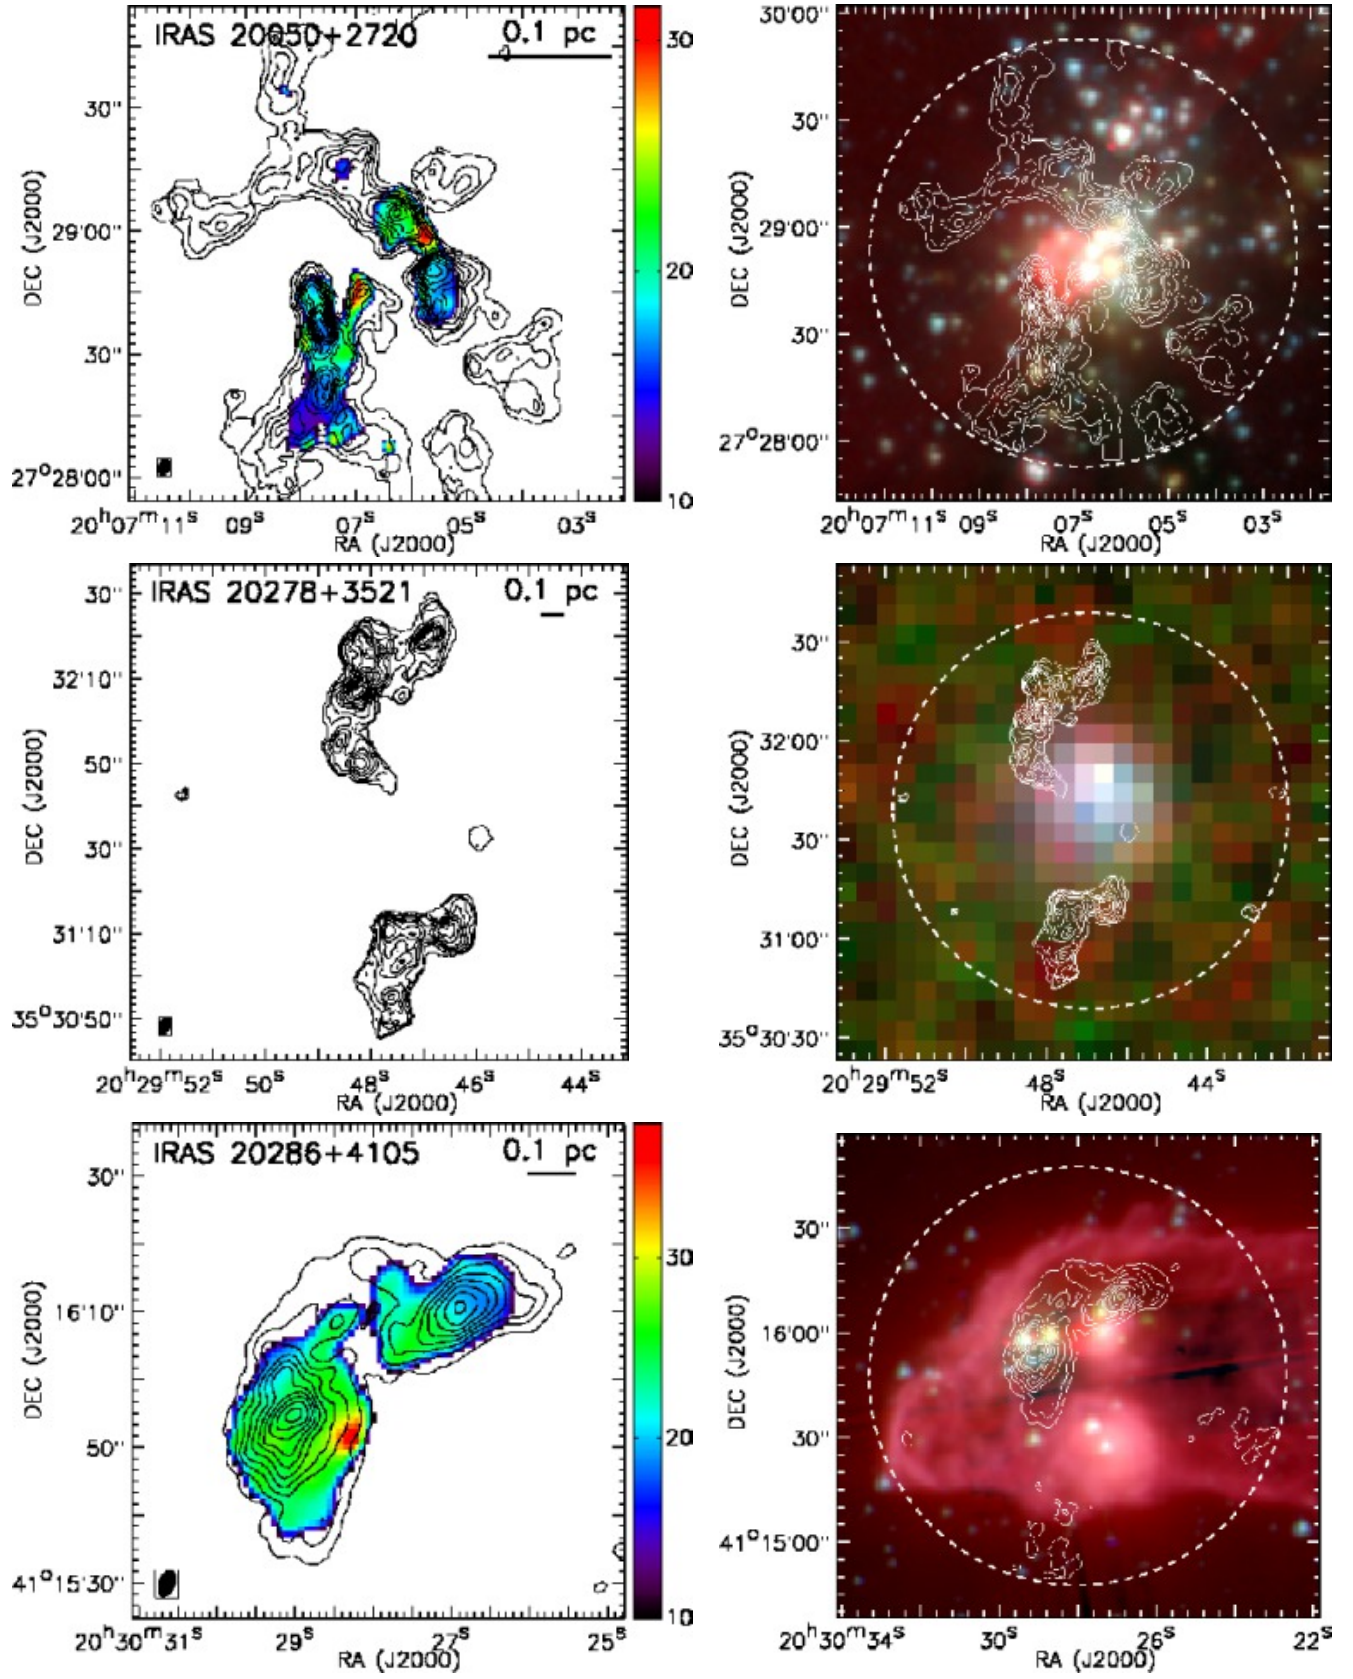 IRAS 20050+2720 0.1 pc
30
20
10
DEC (J2000)
30"
29'00"
30"
27°28'00"
20ʰ07ᵐ11ˢ 09ˢ 07ˢ 05ˢ 03ˢ
RA (J2000)
DEC (J2000)
30'00"
30"
29'00"
30"
27°28'00"
20ʰ07ᵐ11ˢ 09ˢ 07ˢ 05ˢ 03ˢ
RA (J2000)
IRAS 20278+3521 0.1 pc
DEC (J2000)
30"
32'10"
50"
30"
31'10"
35°30'50"
20ʰ29ᵐ52ˢ 50ˢ 48ˢ 46ˢ 44ˢ
RA (J2000)
DEC (J2000)
30"
32'00"
30"
31'00"
35°30'30"
20ʰ29ᵐ52ˢ 48ˢ 44ˢ
RA (J2000)
IRAS 20286+4105 0.1 pc
30
20
10
DEC (J2000)
30"
16'10"
50"
41°15'30"
20ʰ30ᵐ31ˢ 29ˢ 27ˢ 25ˢ
RA (J2000)
DEC (J2000)
30"
16'00"
30"
41°15'00"
20ʰ30ᵐ34ˢ 30ˢ 26ˢ 22ˢ
RA (J2000)